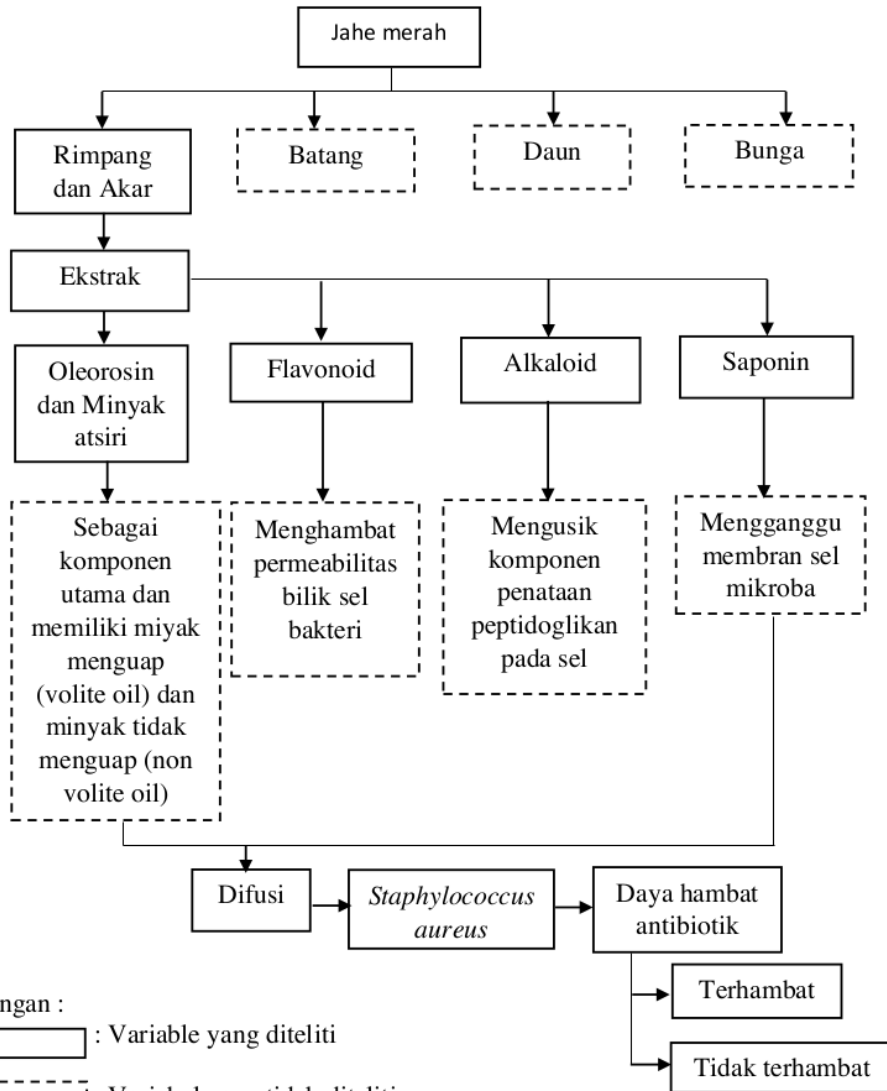 Jahe merah
Rimpang
dan Akar
Batang
Daun
Bunga
Ekstrak
Oleorosin
dan Minyak
atsiri
Flavonoid
Alkaloid
Saponin
Sebagai
komponen
utama dan
memiliki miyak
menguap
(volite oil) dan
minyak tidak
menguap (non
volite oil)
Menghambat
permeabilitas
bilik sel
bakteri
Mengusik
komponen
penataan
peptidoglikan
pada sel
Mengganggu
membran sel
mikroba
Difusi
Staphylococcus
aureus
Daya hambat
antibiotik
Terhambat
Tidak terhambat
ngan :
: Variable yang diteliti